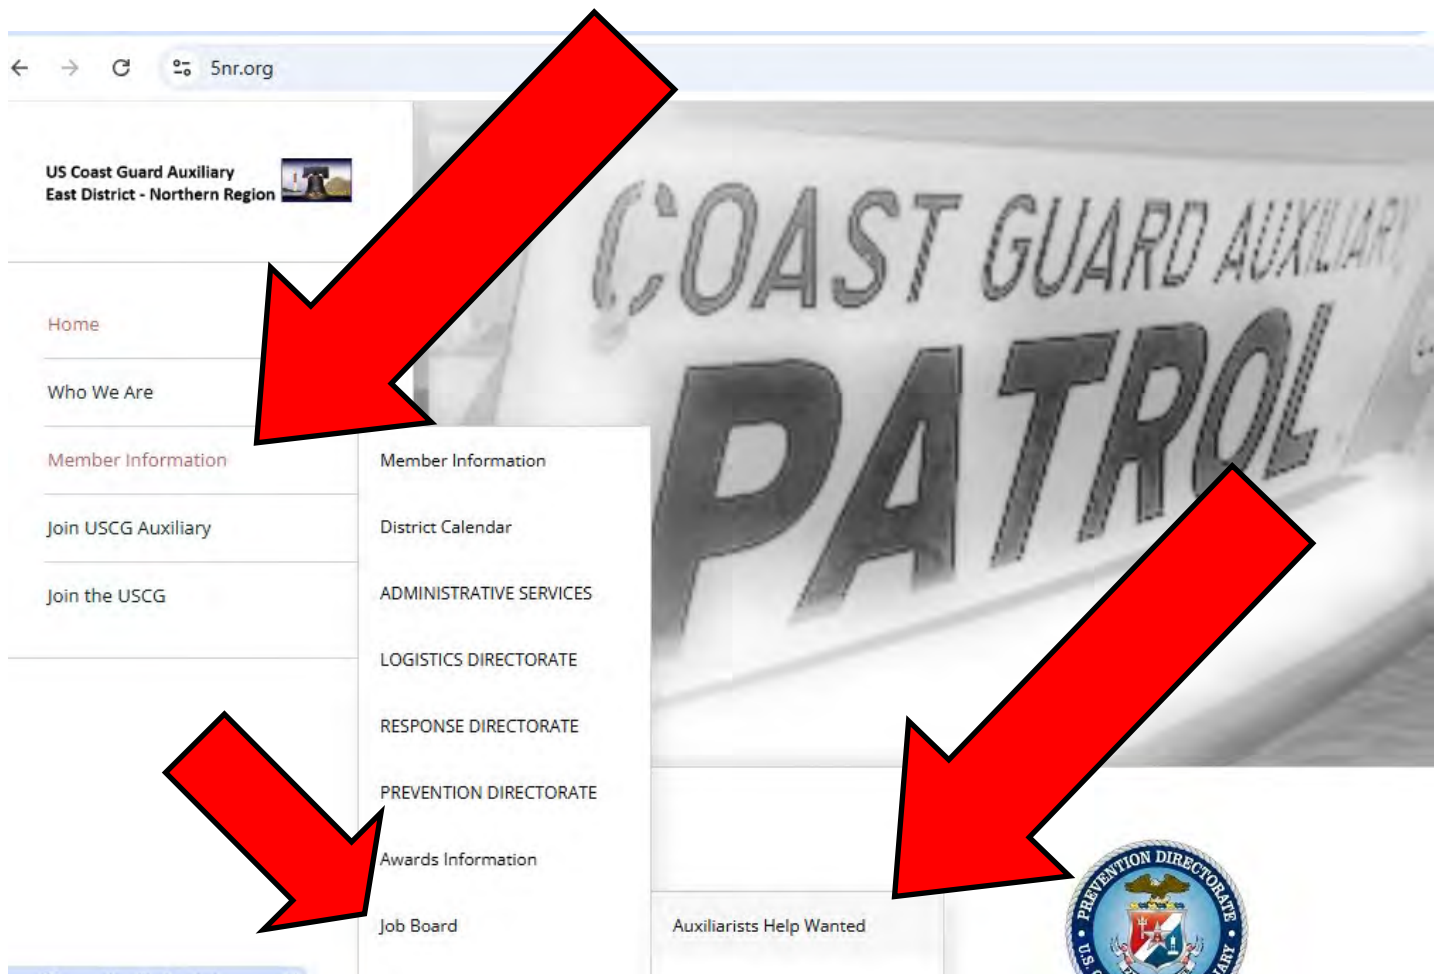 5nr.org
US Coast Guard Auxiliary
East District - Northern Region
COAST GUARD AUXILIARY
PATROL
Home
Who We Are
Member Information
Join USCG Auxiliary
Join the USCG
Member Information
District Calendar
ADMINISTRATIVE SERVICES
LOGISTICS DIRECTORATE
RESPONSE DIRECTORATE
PREVENTION DIRECTORATE
Awards Information
Job Board
Auxiliarists Help Wanted
PREVENTION DIRECTORATE